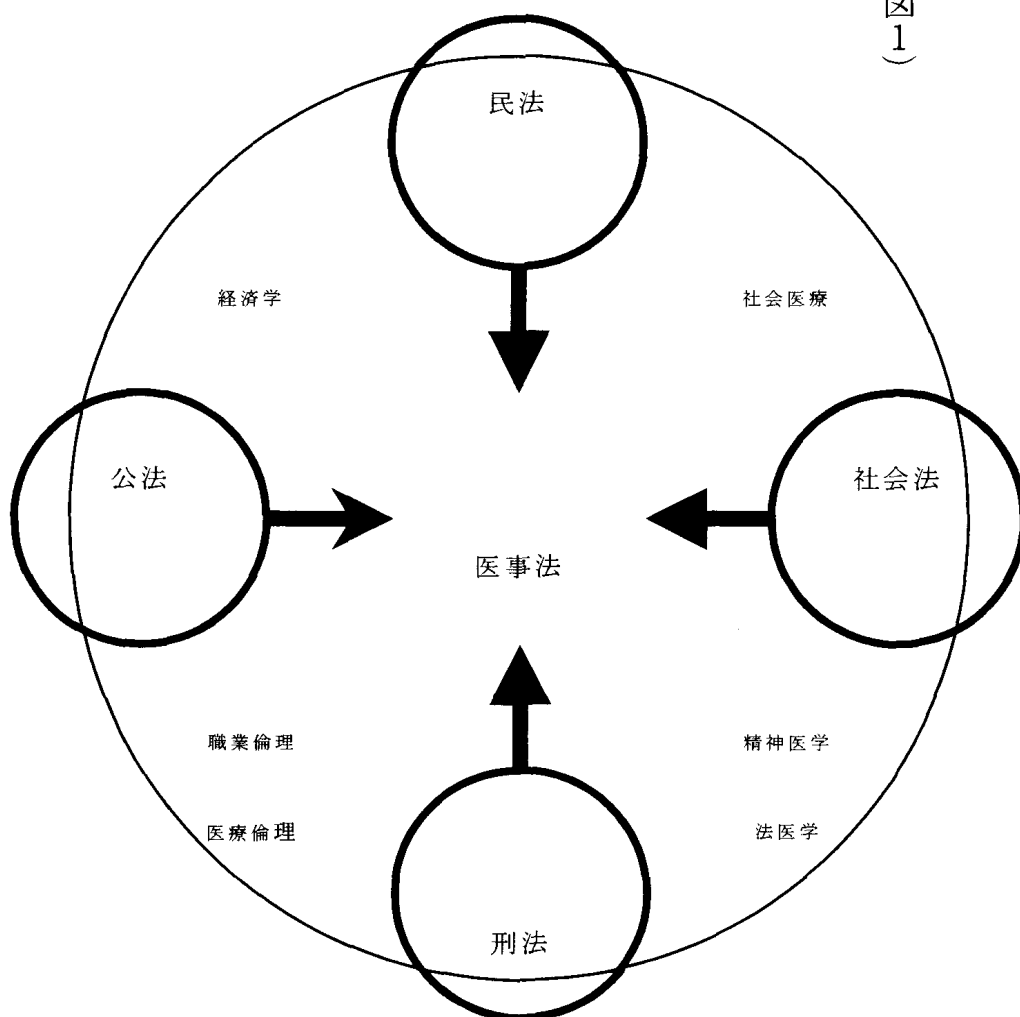 図1）
民法
経済学
社会医療
公法
社会法
医事法
職業倫理
精神医学
医療倫理
法医学
刑法